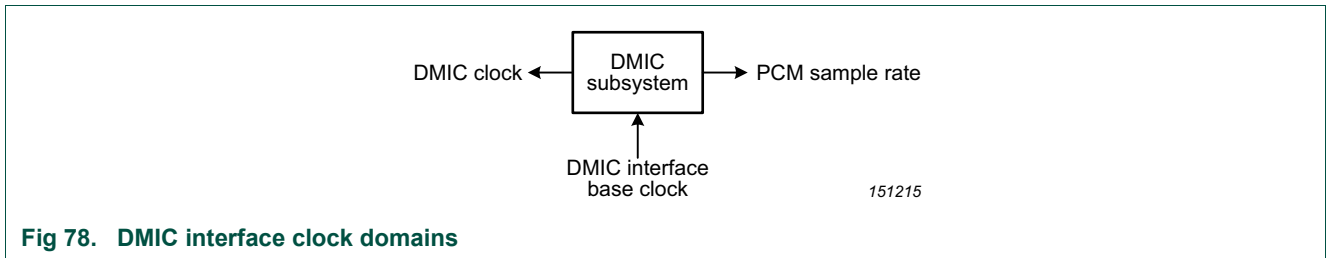 DMIC
subsystem
DMIC clock
PCM sample rate
DMIC interface
base clock
151215
Fig 78. DMIC interface clock domains